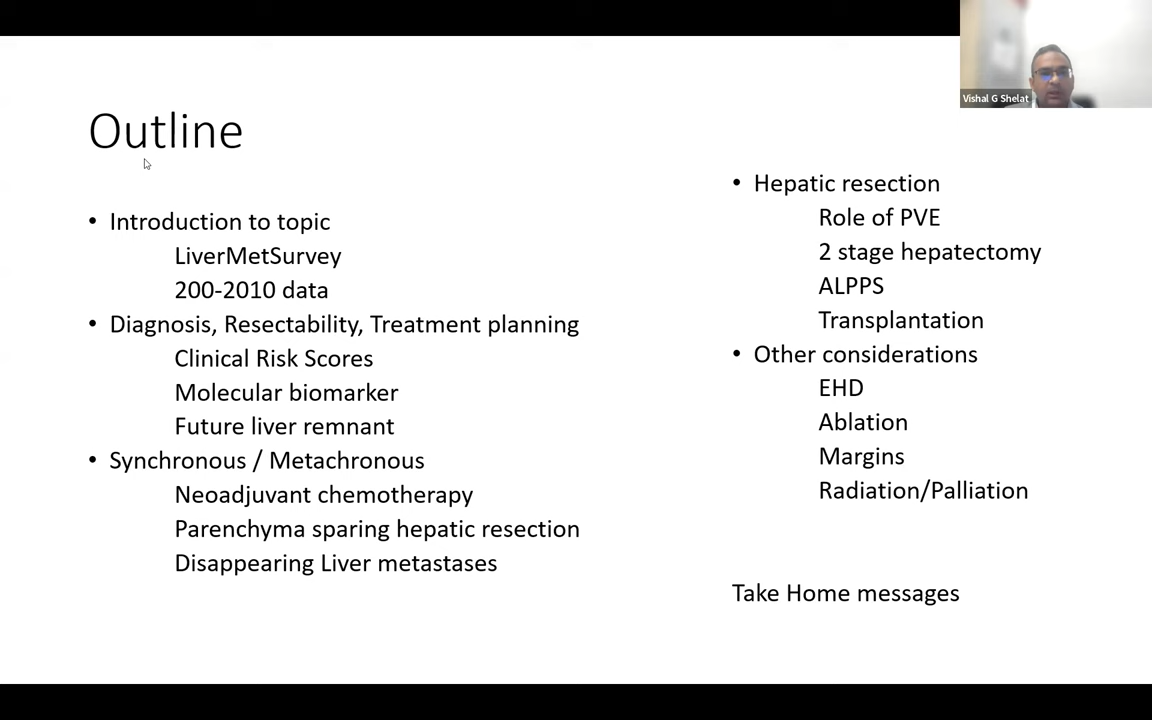 Vishal G Shelat
Outline
• Introduction to topic
LiverMetSurvey
200-2010 data
• Diagnosis, Resectability, Treatment planning
Clinical Risk Scores
Molecular biomarker
Future liver remnant
• Synchronous / Metachronous
Neoadjuvant chemotherapy
Parenchyma sparing hepatic resection
Disappearing Liver metastases
• Hepatic resection
Role of PVE
2 stage hepatectomy
ALPPS
Transplantation
• Other considerations
EHD
Ablation
Margins
Radiation/Palliation
Take Home messages